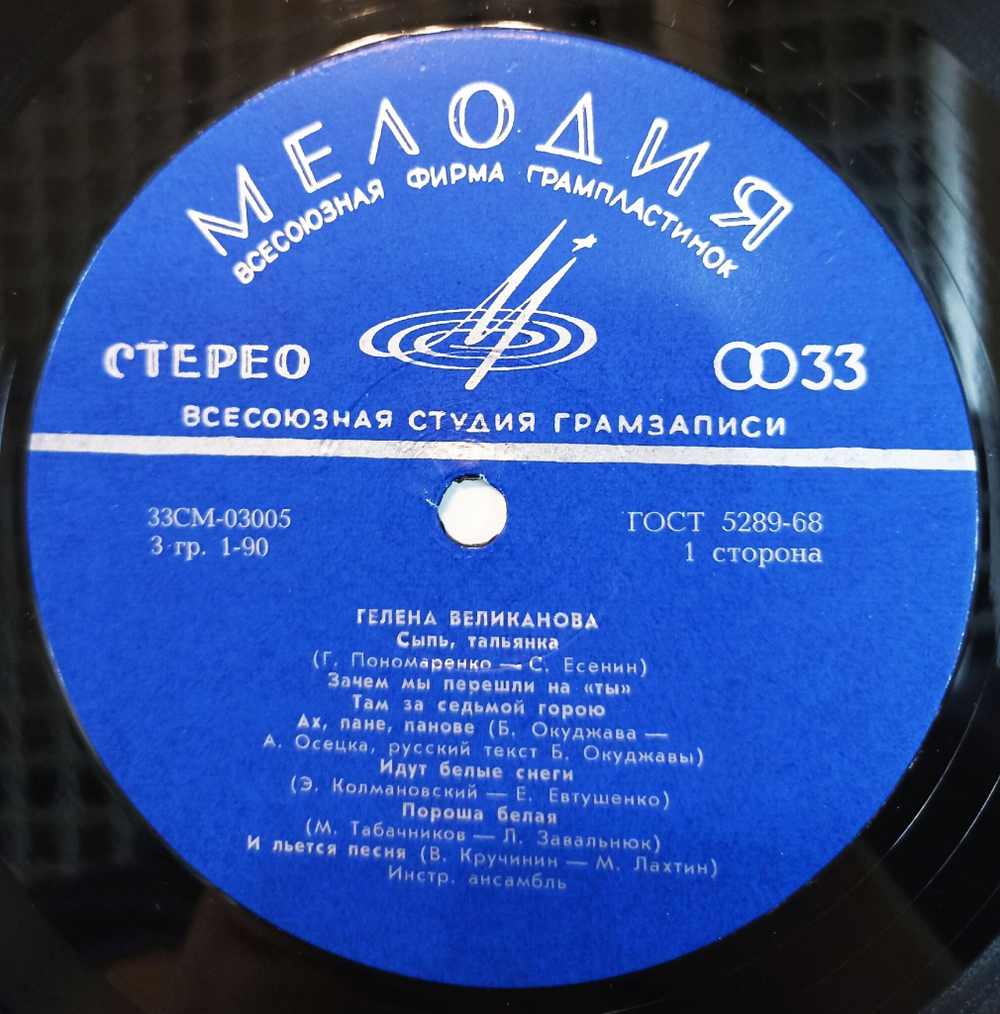 МЕЛОДИЯ
ВСЕСОЮЗНАЯ ФИРМА ГРАМПЛАСТИНОК
СТЕРЕО
33
ВСЕСОЮЗНАЯ СТУДИЯ ГРАМЗАПИСИ
33СМ-03005
ГОСТ 5289-68
3 гр. 1-90
1 сторона
ГЕЛЕНА ВЕЛИКАНОВА
Сыпь, тальянка
(Г. Пономаренко — С. Есенин)
Зачем мы перешли на «ты»
Там за седьмой горою
Ах, пане, панове (Б. Окуджава —
А. Осецка, русский текст Б. Окуджавы)
Идут белые снеги
(Э. Колмановский — Е. Евтушенко)
Пороша белая
(М. Табачников — Л. Завальнюк)
И льется песня (В. Кручинин — М. Лахтин)
Инстр. ансамбль